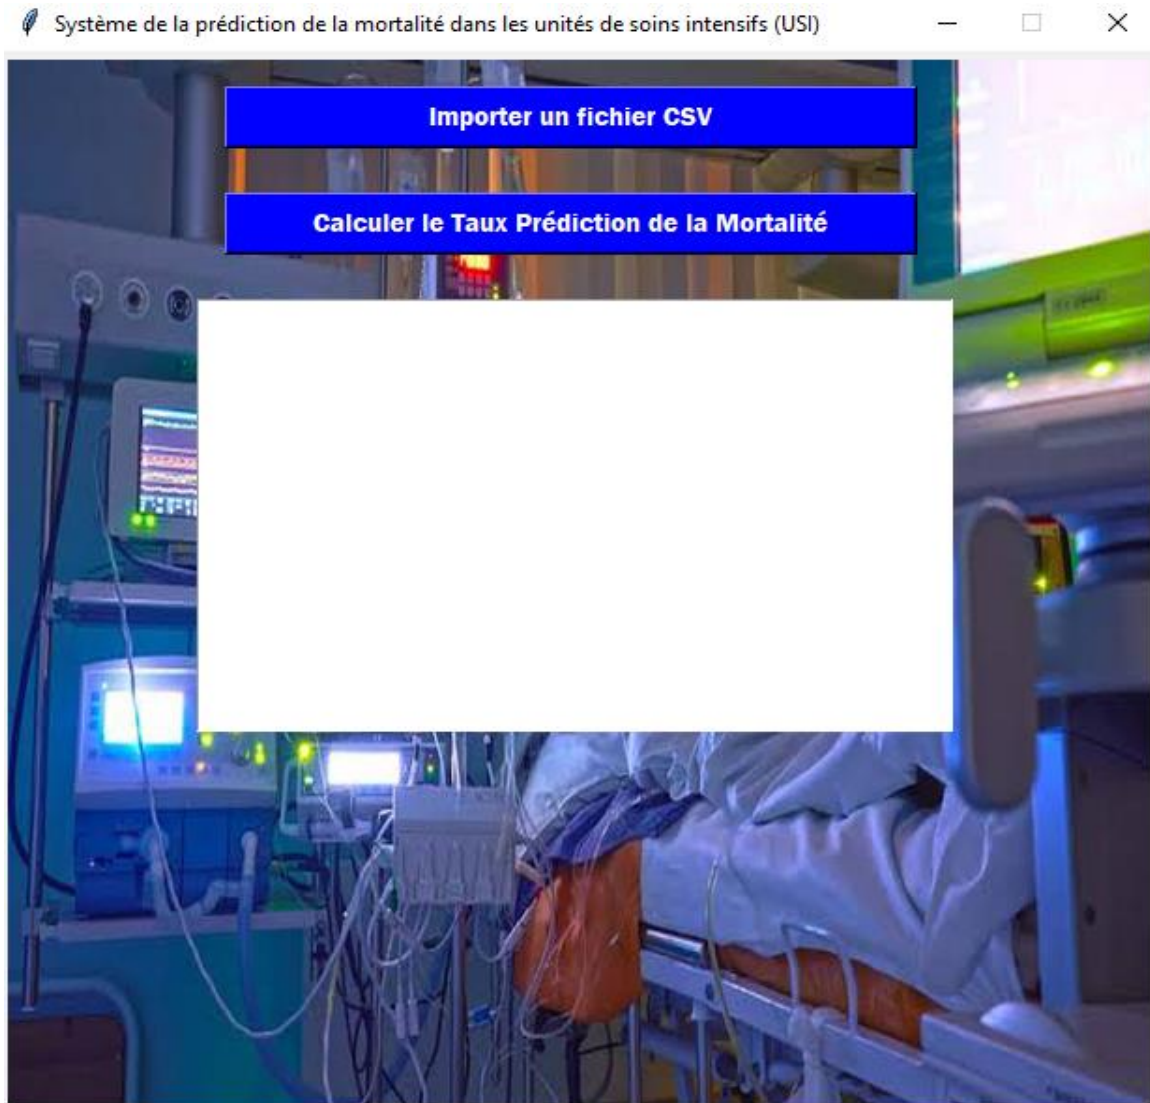 Système de la prédiction de la mortalité dans les unités de soins intensifs (USI)
Importer un fichier CSV
Calculer le Taux Prédiction de la Mortalité